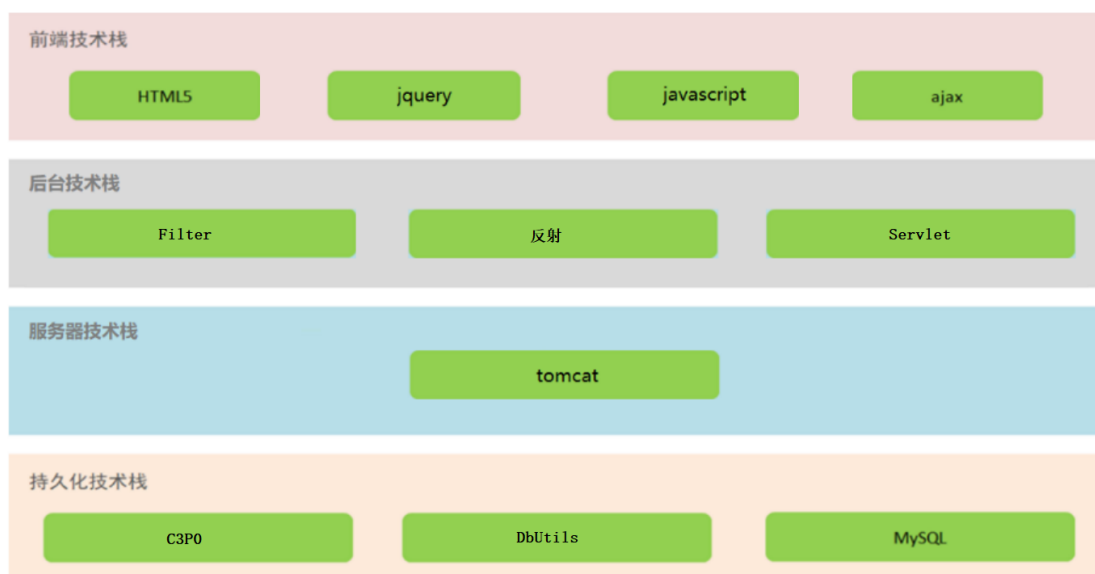 前端技术栈
HTML5 jquery javascript ajax
后台技术栈
Filter 反射 Servlet
服务器技术栈
tomcat
持久化技术栈
C3P0 DbUtils MySQL